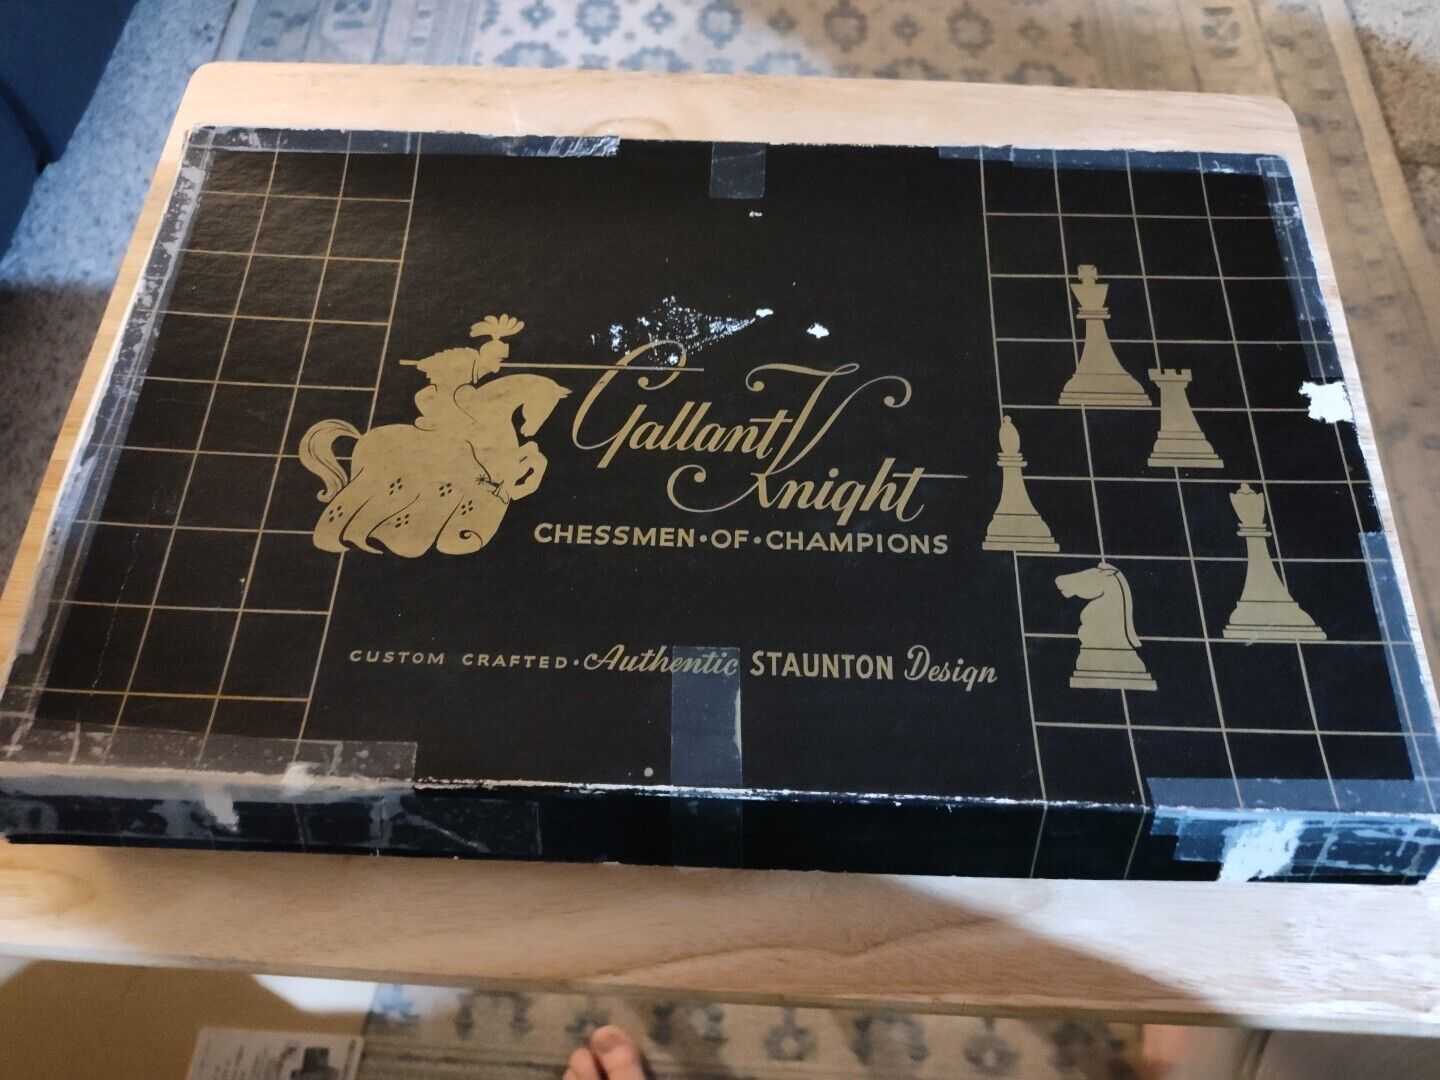 Gallant
Knight
CHESSMEN•OF•CHAMPIONS
CUSTOM CRAFTED•Authentic STAUNTON Design